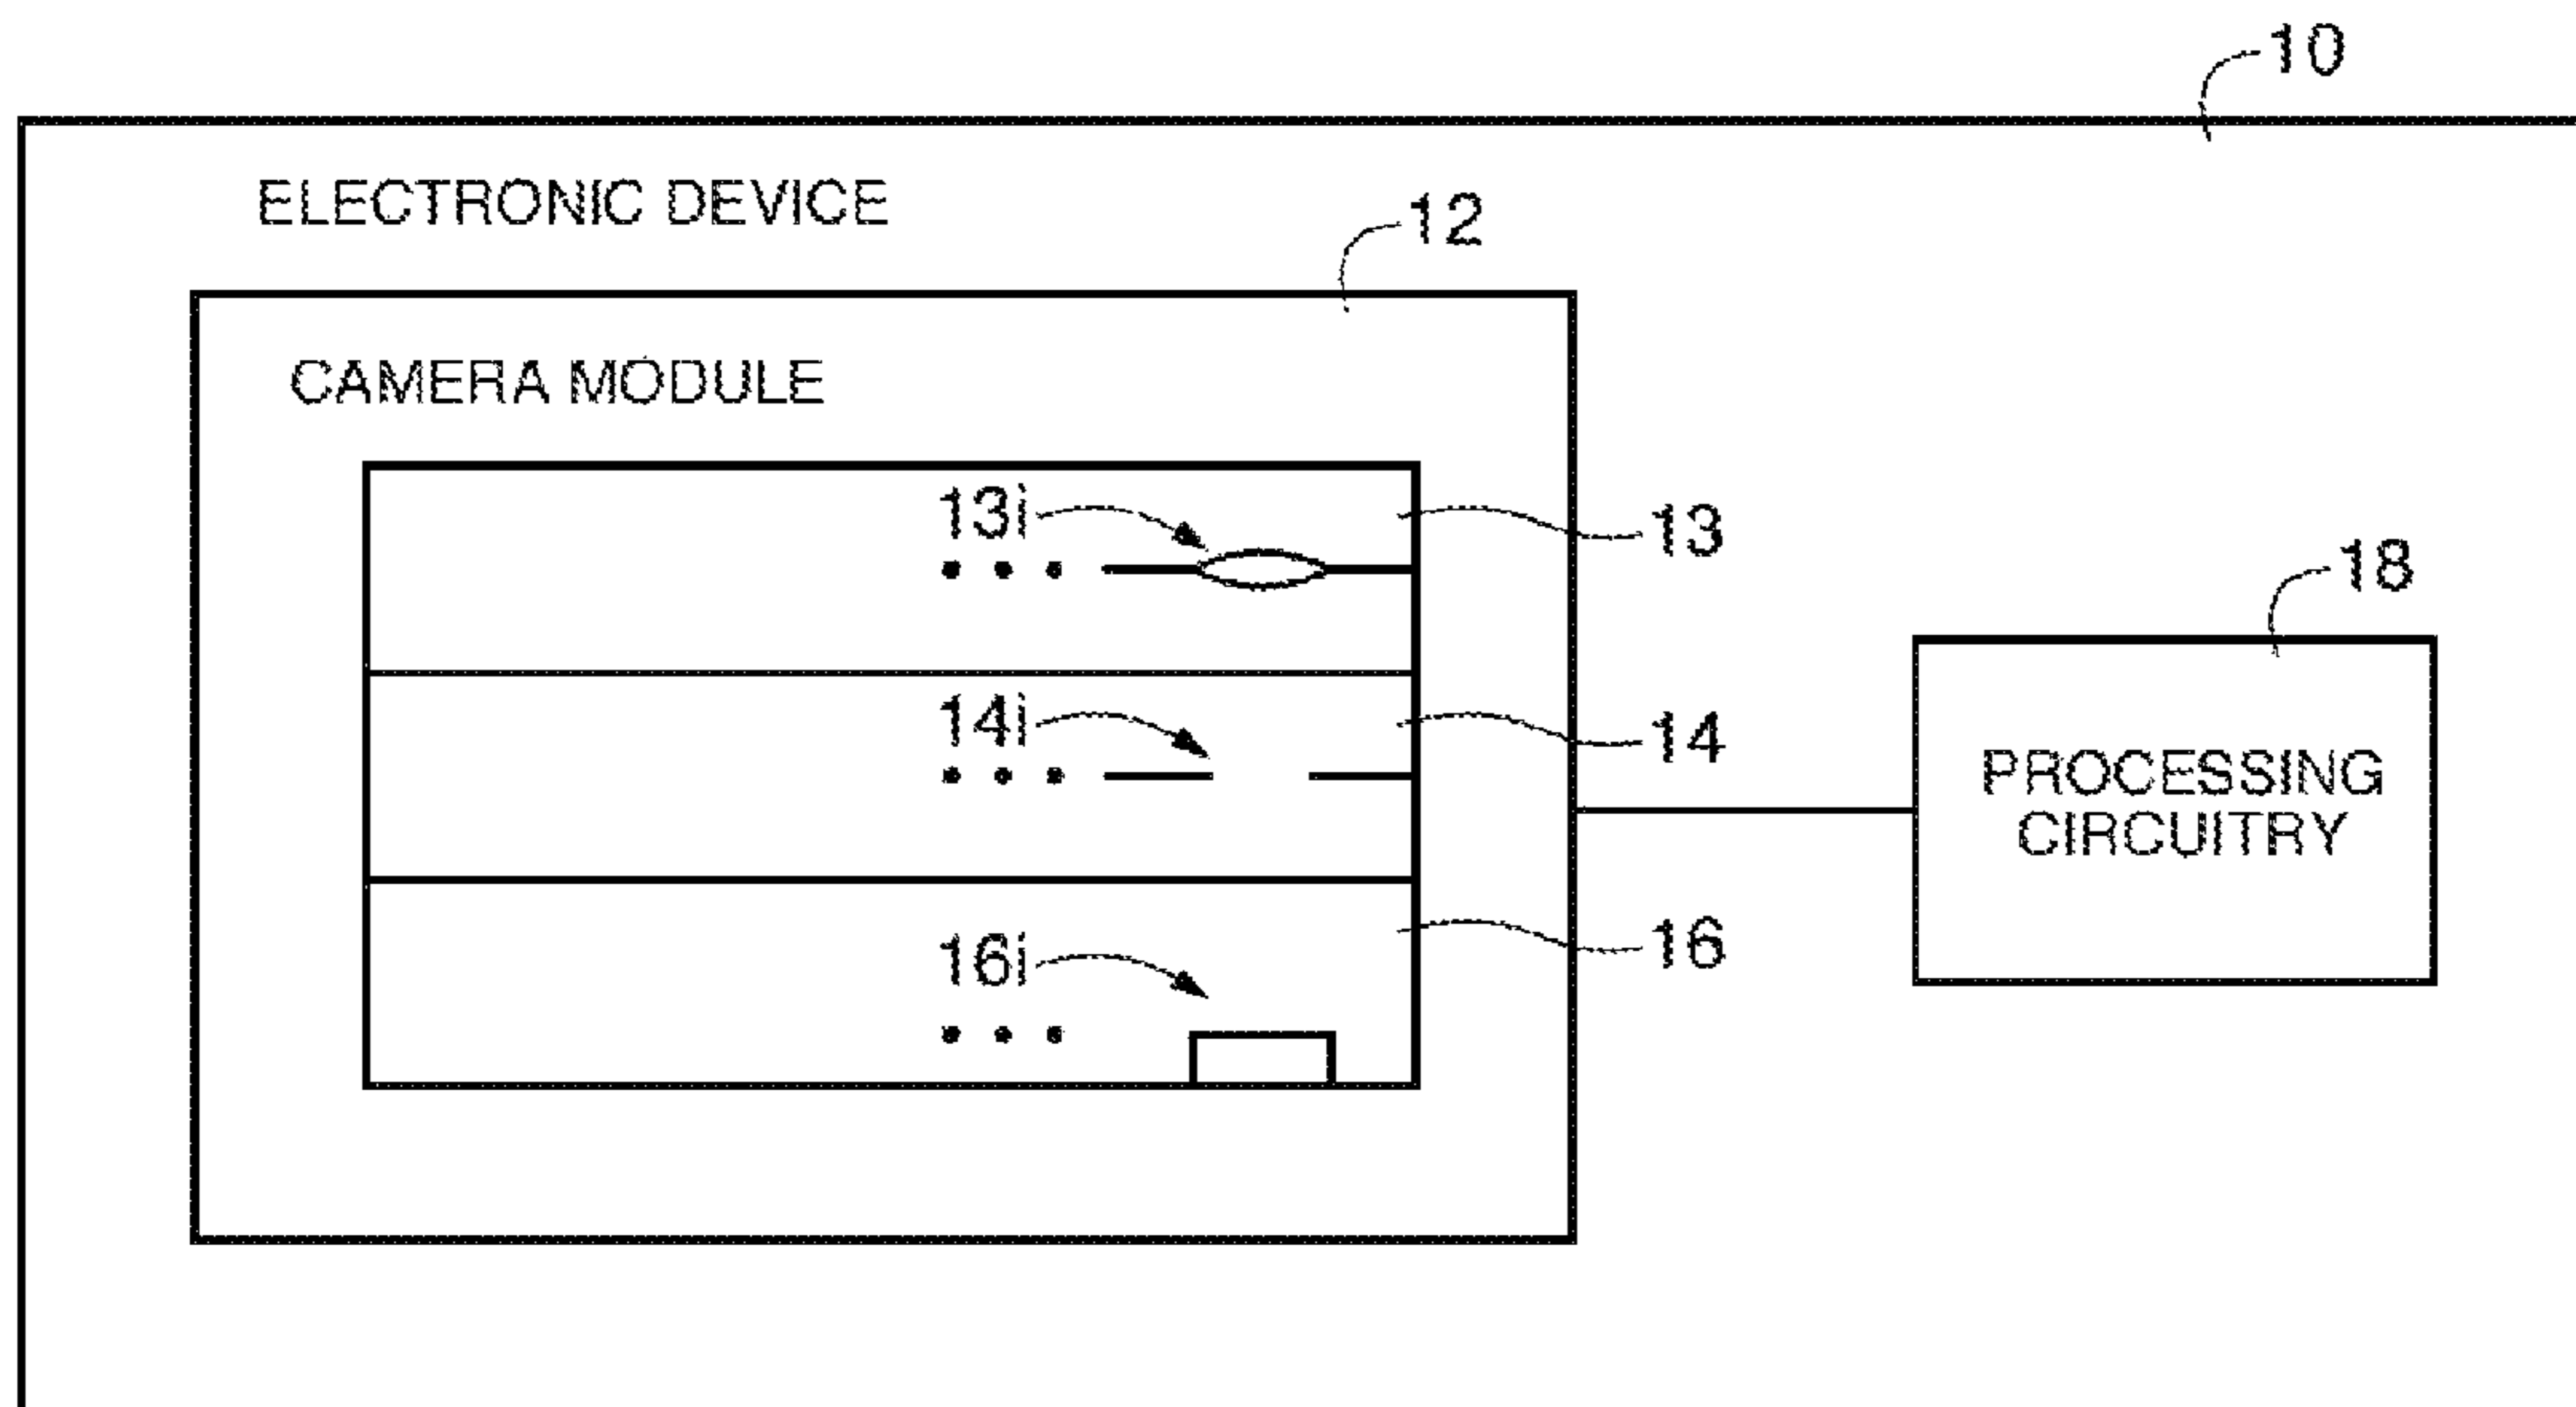 10
ELECTRONIC DEVICE
12
CAMERA MODULE
13i
13
18
14i
14
PROCESSING
CIRCUITRY
16i
16